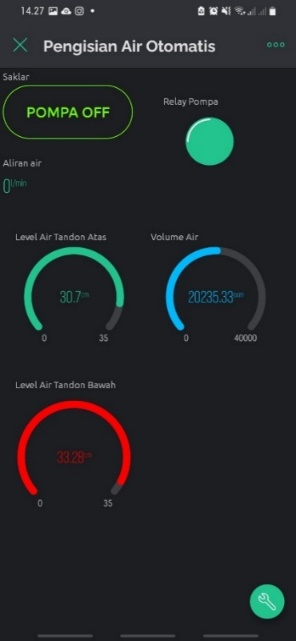 14.27
Pengisian Air Otomatis
Saklar
POMPA OFF
Relay Pompa
Aliran air
0 l/min
Level Air Tandon Atas
Volume Air
30.7 cm
20235.33
0 35
0 40000
Level Air Tandon Bawah
33.28 cm
0 35